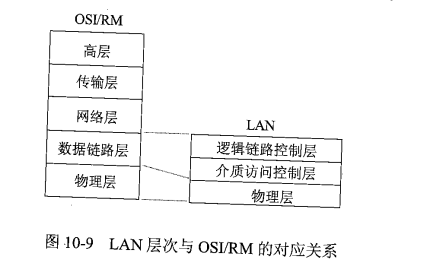 OSI/RM
高层
传输层
网络层
数据链路层
物理层
LAN
逻辑链路控制层
介质访问控制层
物理层
图 10-9 LAN 层次与 OSI/RM 的对应关系